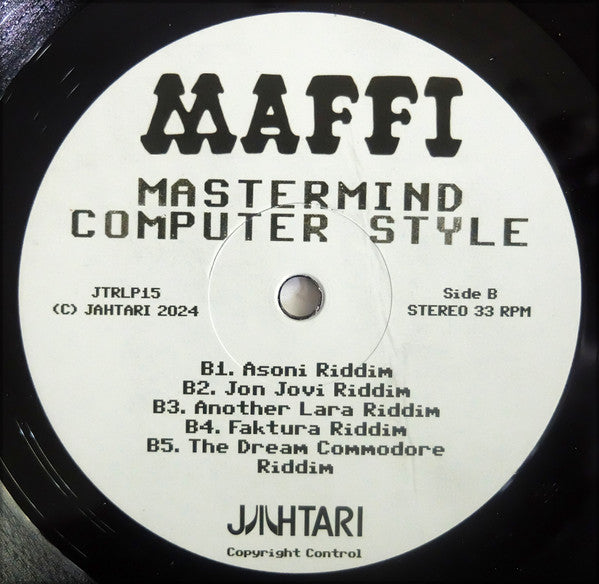 MAFFI
MASTERMIND
COMPUTER STYLE
JTRLP15
(C) JAHTARI 2024
Side B
STEREO 33 RPM
B1. Asoni Riddim
B2. Jon Jovi Riddim
B3. Another Lara Riddim
B4. Faktura Riddim
B5. The Dream Commodore
Riddim
JAHTARI
Copyright Control